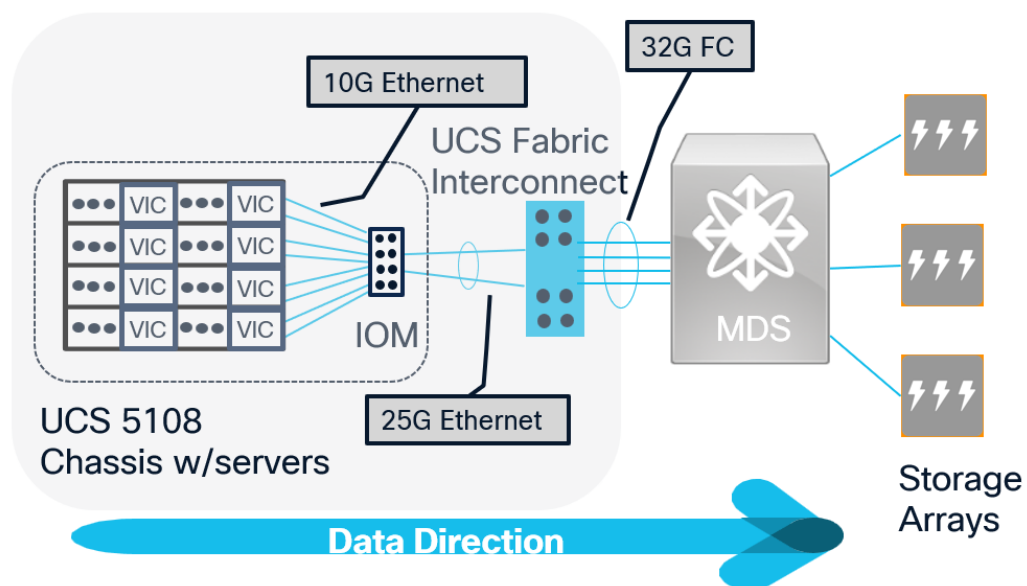 32G FC
10G Ethernet
UCS Fabric
Interconnect
VIC VIC
VIC VIC
VIC VIC
VIC VIC
IOM
MDS
25G Ethernet
UCS 5108
Chassis w/servers
Storage
Arrays
Data Direction